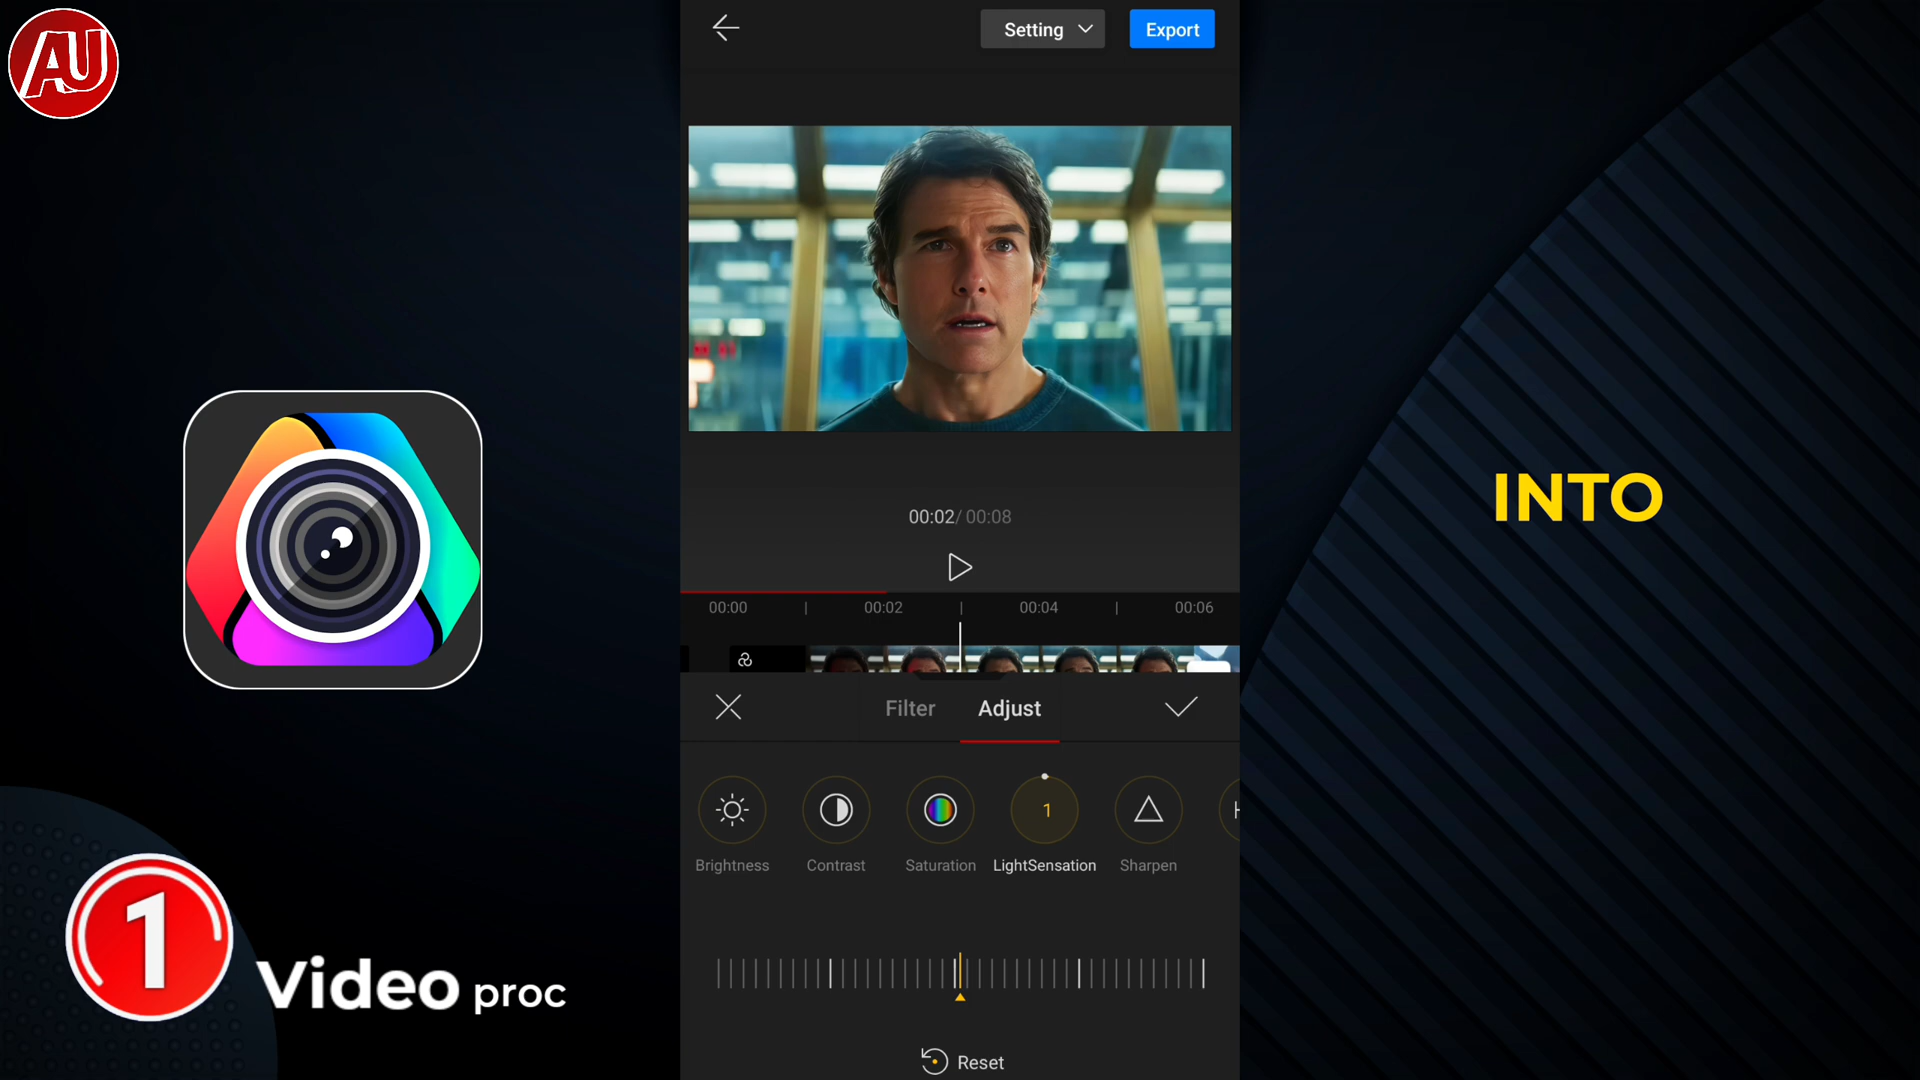 AU
Setting
Export
INTO
00:02/ 00:08
00:00
00:02
00:04
00:06
Filter
Adjust
1
Brightness
Contrast
Saturation
LightSensation
Sharpen
1
Video proc
Reset